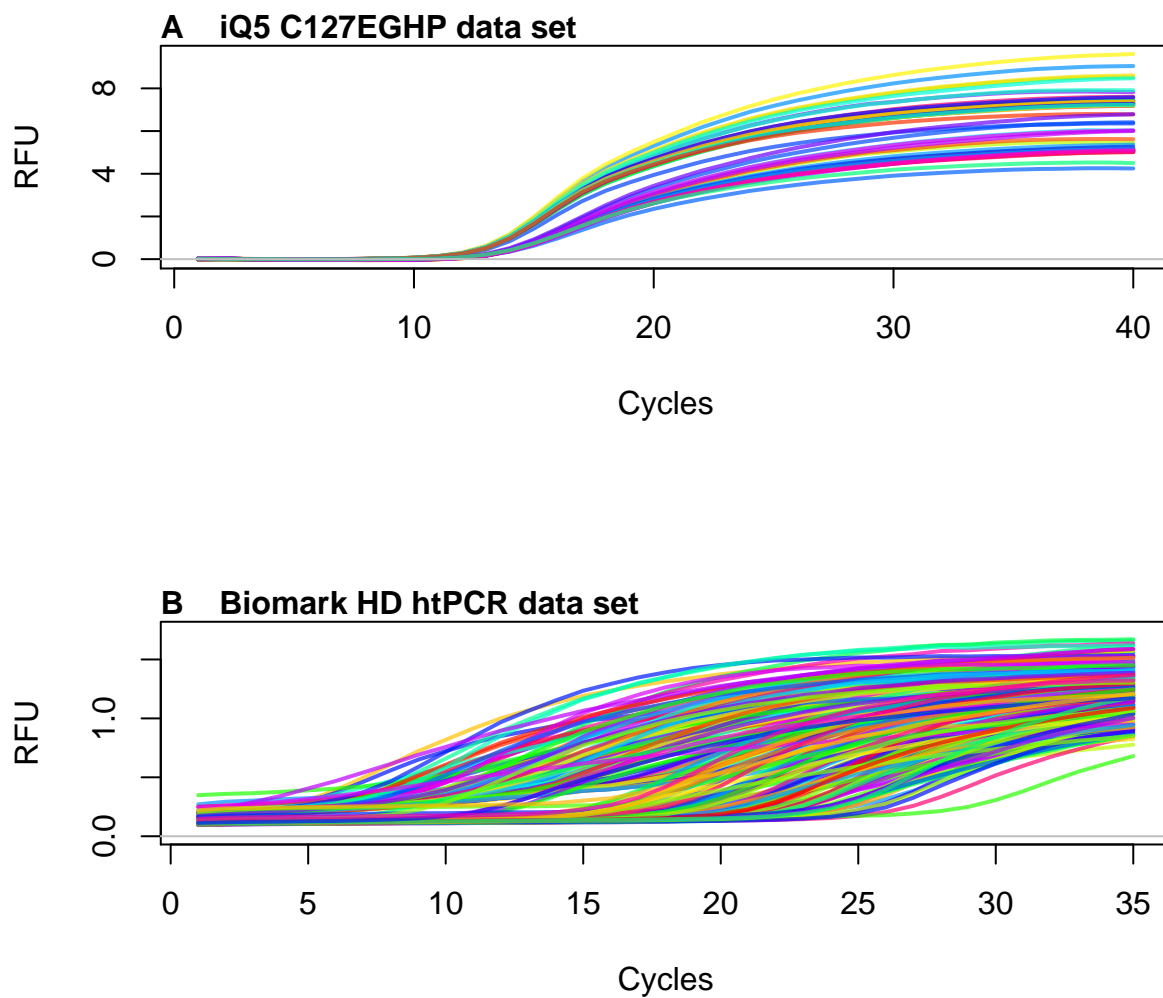 A iQ5 C127EGHP data set
RFU
8
4
0
0 10 20 30 40
Cycles
B Biomark HD htPCR data set
RFU
1.0
0.0
0 5 10 15 20 25 30 35
Cycles